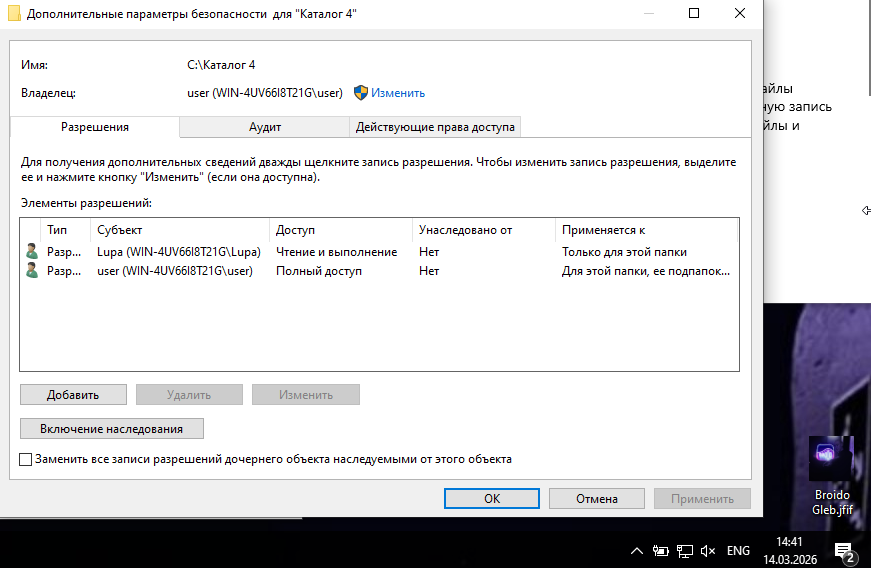 Дополнительные параметры безопасности для "Каталог 4"
Имя: C:\Каталог 4
Владелец: user (WIN-4UV66I8T21G\user) Изменить
Разрешения Аудит Действующие права доступа
Для получения дополнительных сведений дважды щелкните запись разрешения. Чтобы изменить запись разрешения, выделите
ее и нажмите кнопку "Изменить" (если она доступна).
Элементы разрешений:
Тип Субъект Доступ Унаследовано от Применяется к
Разр... Lupa (WIN-4UV66I8T21G\Lupa) Чтение и выполнение Нет Только для этой папки
Разр... user (WIN-4UV66I8T21G\user) Полный доступ Нет Для этой папки, ее подпапок...
Добавить Удалить Изменить
Включение наследования
Заменить все записи разрешений дочернего объекта наследуемыми от этого объекта
ОК Отмена Применить
айлы
ную запись
йлы и
Broido
Gleb.jfif
ENG
14:41
14.03.2026
2